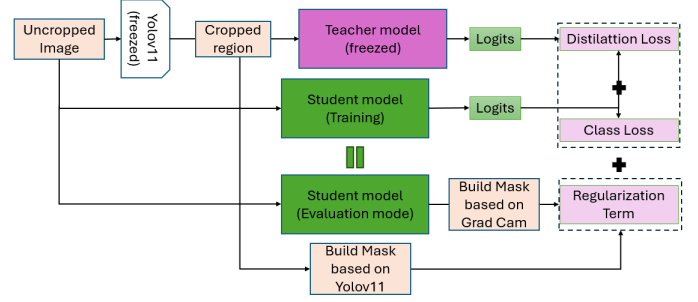 Uncropped
Image
Yolov11
(freezed)
Cropped
region
Teacher model
(freezed)
Logits
Distilattion Loss
Student model
(Training)
Logits
Class Loss
Student model
(Evaluation mode)
Build Mask
based on
Grad Cam
Regularization
Term
Build Mask
based on
Yolov11